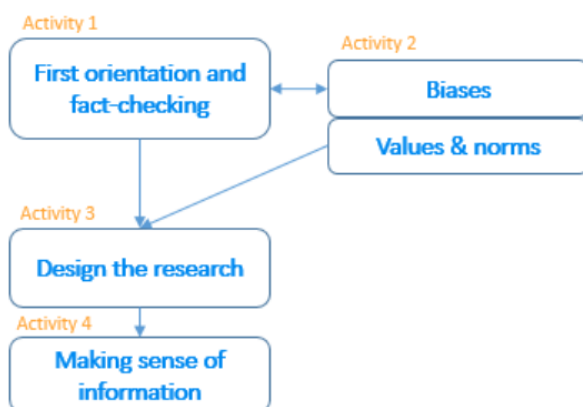 Activity 1
First orientation and
fact-checking
Activity 2
Biases
Values & norms
Activity 3
Design the research
Activity 4
Making sense of
information